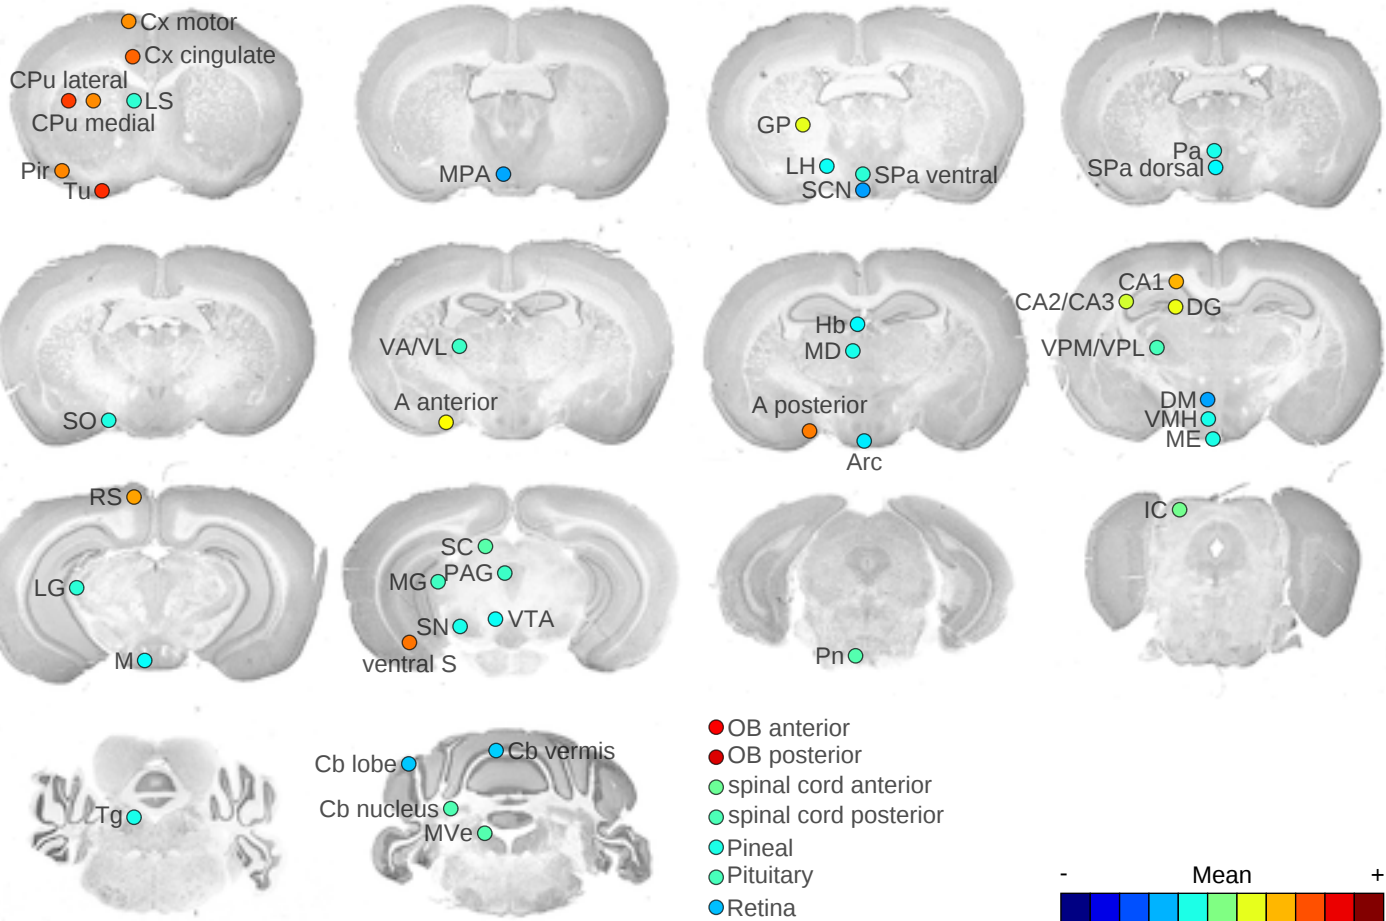 Cx motor
Cx cingulate
CPu lateral
LS
CPu medial
Pir
Tu
MPA
GP
LH
SPa ventral
SCN
Pa
SPa dorsal
SO
VA/VL
A anterior
Hb
MD
A posterior
Arc
CA1
CA2/CA3
DG
VPM/VPL
DM
VMH
ME
RS
LG
M
SC
MG
PAG
SN
VTA
ventral S
Pn
IC
Tg
Cb lobe
Cb vermis
Cb nucleus
MVe
OB anterior
OB posterior
spinal cord anterior
spinal cord posterior
Pineal
Pituitary
Retina
- Mean +